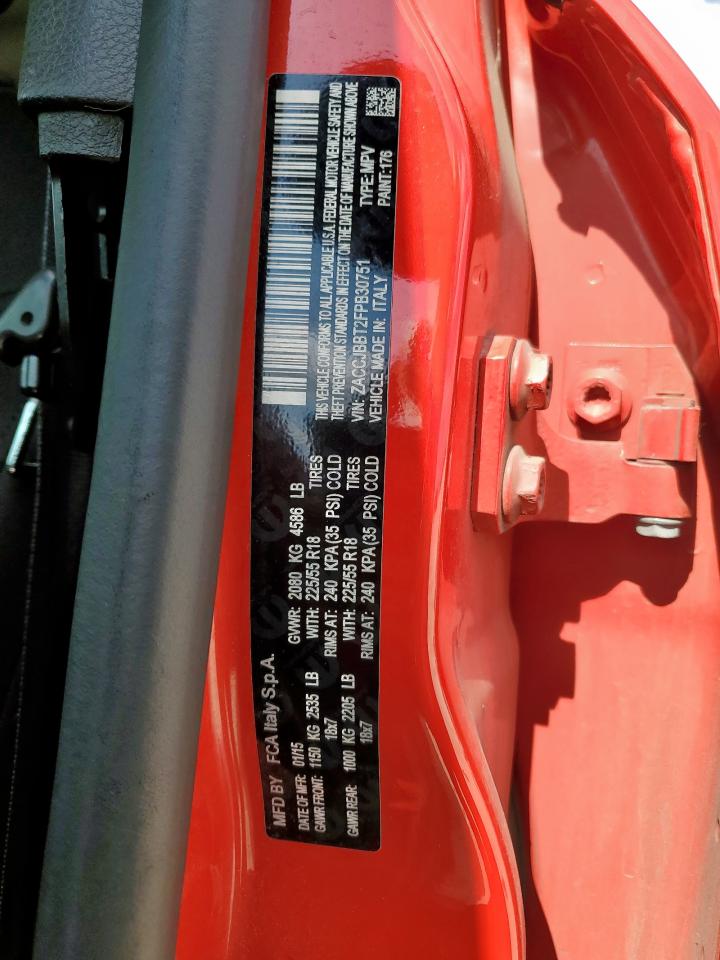 MFD BY FCA Italy S.p.A.
DATE OF MFR: 01/15 GVWR: 2080 KG 4586 LB
GAWR FRONT: 1150 KG 2535 LB WITH: 225/55 R18 TIRES
18x7 RIMS AT: 240 KPA (35 PSI) COLD
GAWR REAR: 1000 KG 2205 LB WITH: 225/55 R18 TIRES
18x7 RIMS AT: 240 KPA (35 PSI) COLD
THIS VEHICLE CONFORMS TO ALL APPLICABLE U.S.A. FEDERAL MOTOR VEHICLE SAFETY AND
THEFT PREVENTION STANDARDS IN EFFECT ON THE DATE OF MANUFACTURE SHOWN ABOVE
VIN: ZACCJBBT2FPB30751 TYPE: MPV
VEHICLE MADE IN: ITALY PAINT: 176